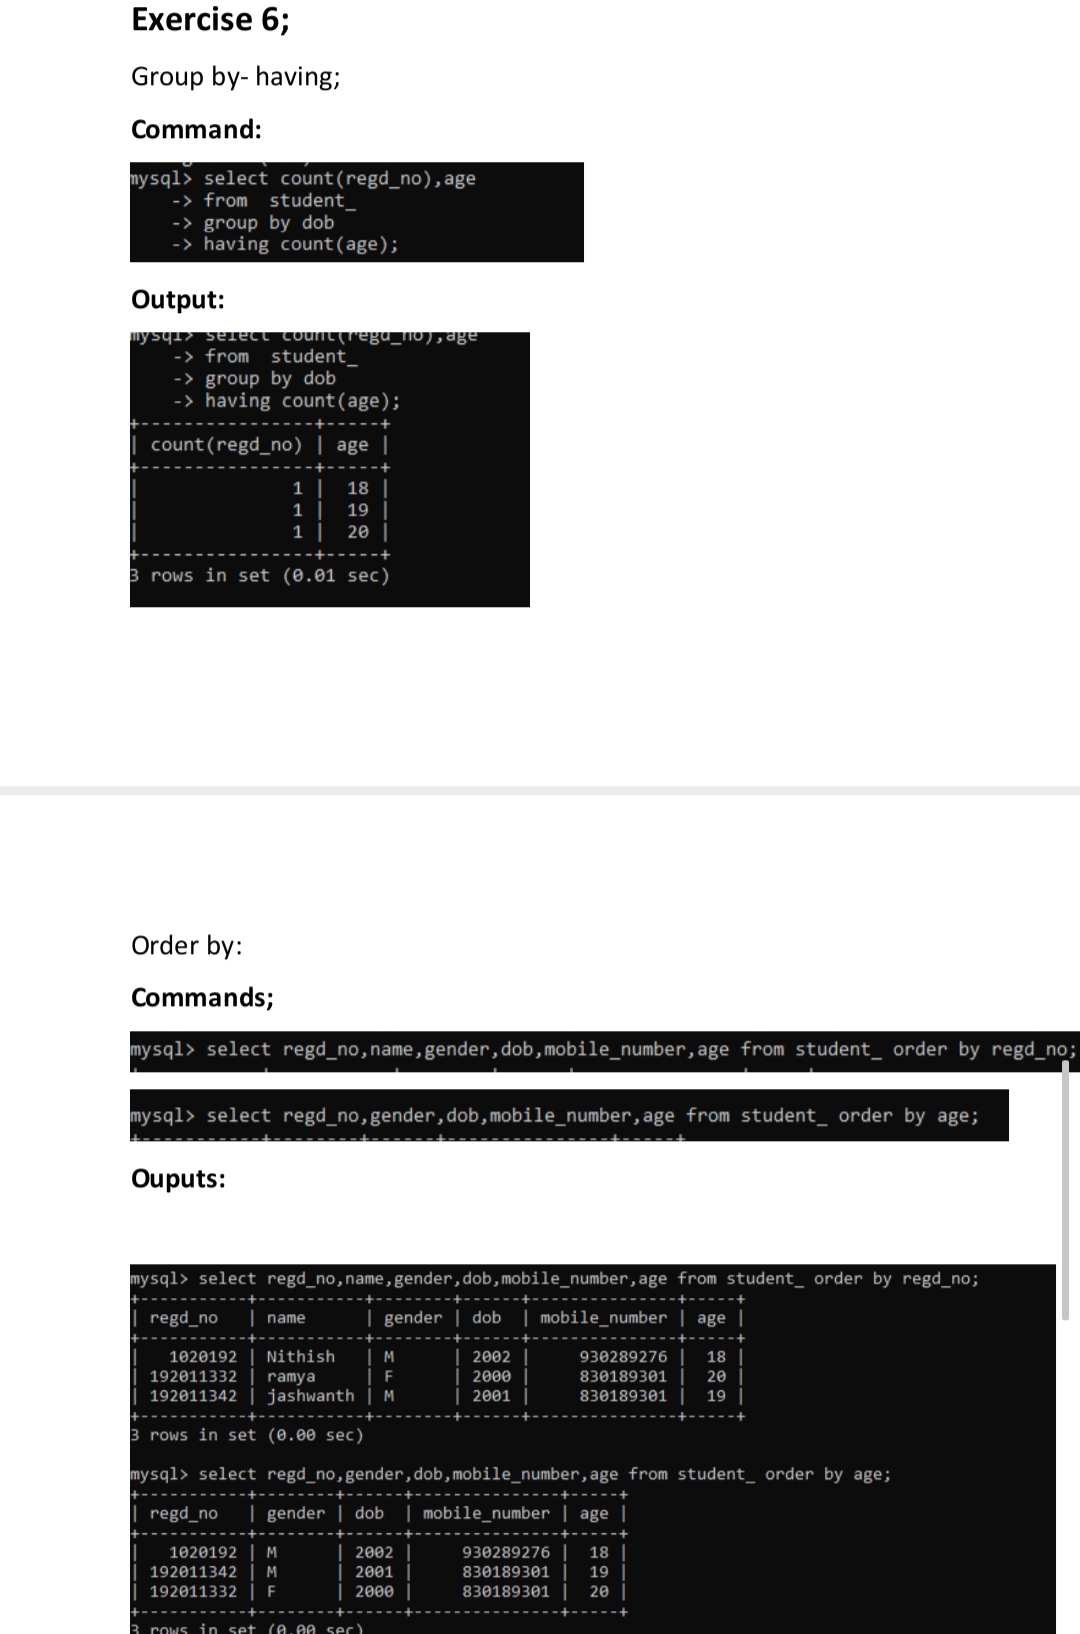 Exercise 6;
Group by- having;
Command:
mysql> select count(regd_no),age
-> from  student_
-> group by dob
-> having count(age);
Output:
mysql> select count(regd_no),age
-> from  student_
-> group by dob
-> having count(age);
+----------------+-----+
| count(regd_no) | age |
+----------------+-----+
|              1 |  18 |
|              1 |  19 |
|              1 |  20 |
+----------------+-----+
3 rows in set (0.01 sec)
Order by:
Commands;
mysql> select regd_no,name,gender,dob,mobile_number,age from student_ order by regd_no;
mysql> select regd_no,gender,dob,mobile_number,age from student_ order by age;
+-----------+--------+------+---------------+-----+
Ouputs:
mysql> select regd_no,name,gender,dob,mobile_number,age from student_ order by regd_no;
+-----------+-----------+--------+------+---------------+-----+
| regd_no   | name      | gender | dob  | mobile_number | age |
+-----------+-----------+--------+------+---------------+-----+
|   1020192 | Nithish   | M      | 2002 |     930289276 |  18 |
| 192011332 | ramya     | F      | 2000 |     830189301 |  20 |
| 192011342 | jashwanth | M      | 2001 |     830189301 |  19 |
+-----------+-----------+--------+------+---------------+-----+
3 rows in set (0.00 sec)
mysql> select regd_no,gender,dob,mobile_number,age from student_ order by age;
+-----------+--------+------+---------------+-----+
| regd_no   | gender | dob  | mobile_number | age |
+-----------+--------+------+---------------+-----+
|   1020192 | M      | 2002 |     930289276 |  18 |
| 192011342 | M      | 2001 |     830189301 |  19 |
| 192011332 | F      | 2000 |     830189301 |  20 |
+-----------+--------+------+---------------+-----+
3 rows in set (0.00 sec)